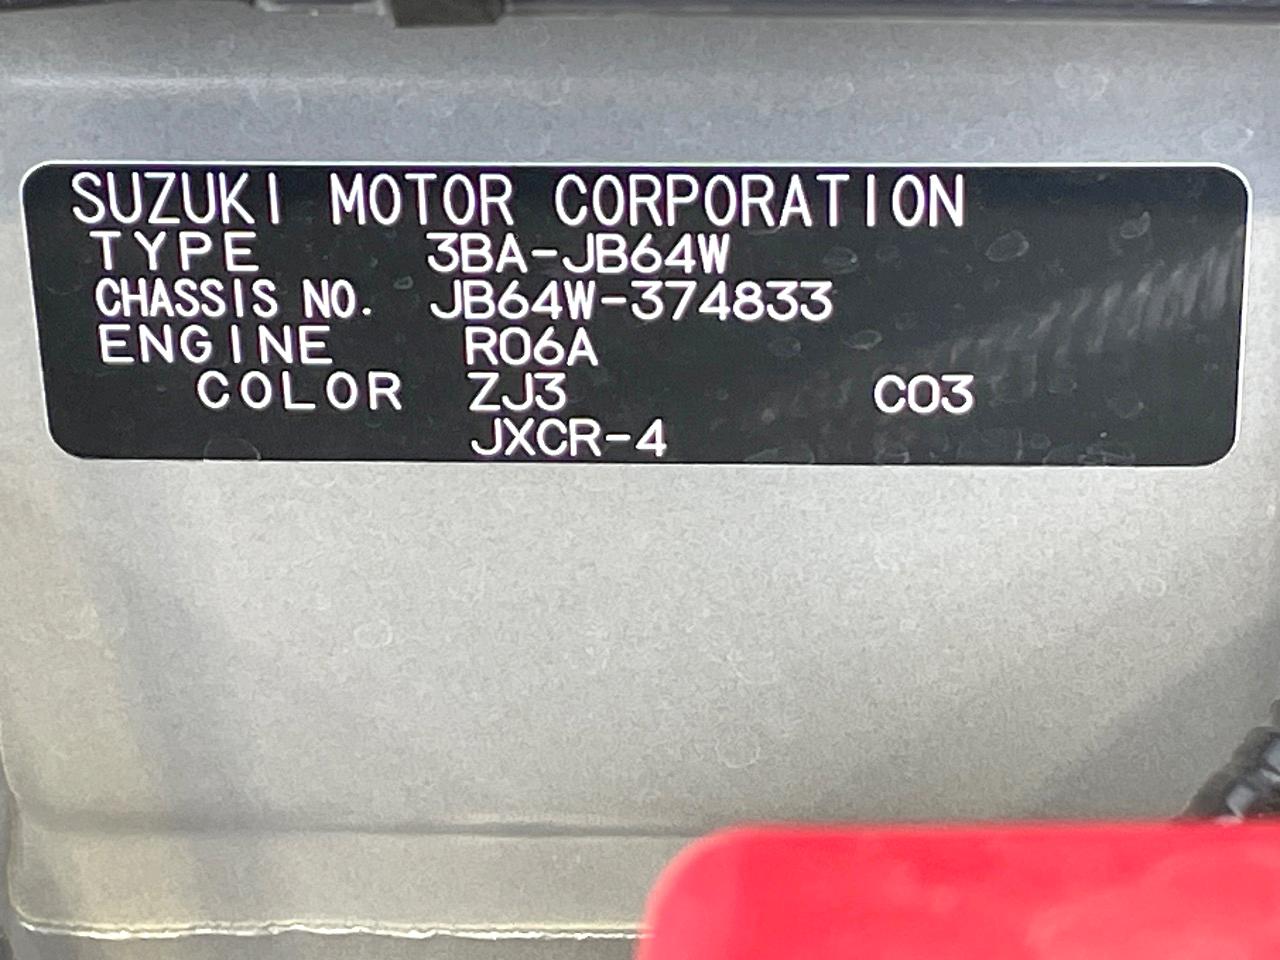 SUZUKI MOTOR CORPORATION
TYPE 3BA-JB64W
CHASSIS NO. JB64W-374833
ENGINE R06A
COLOR ZJ3 C03
JXCR-4